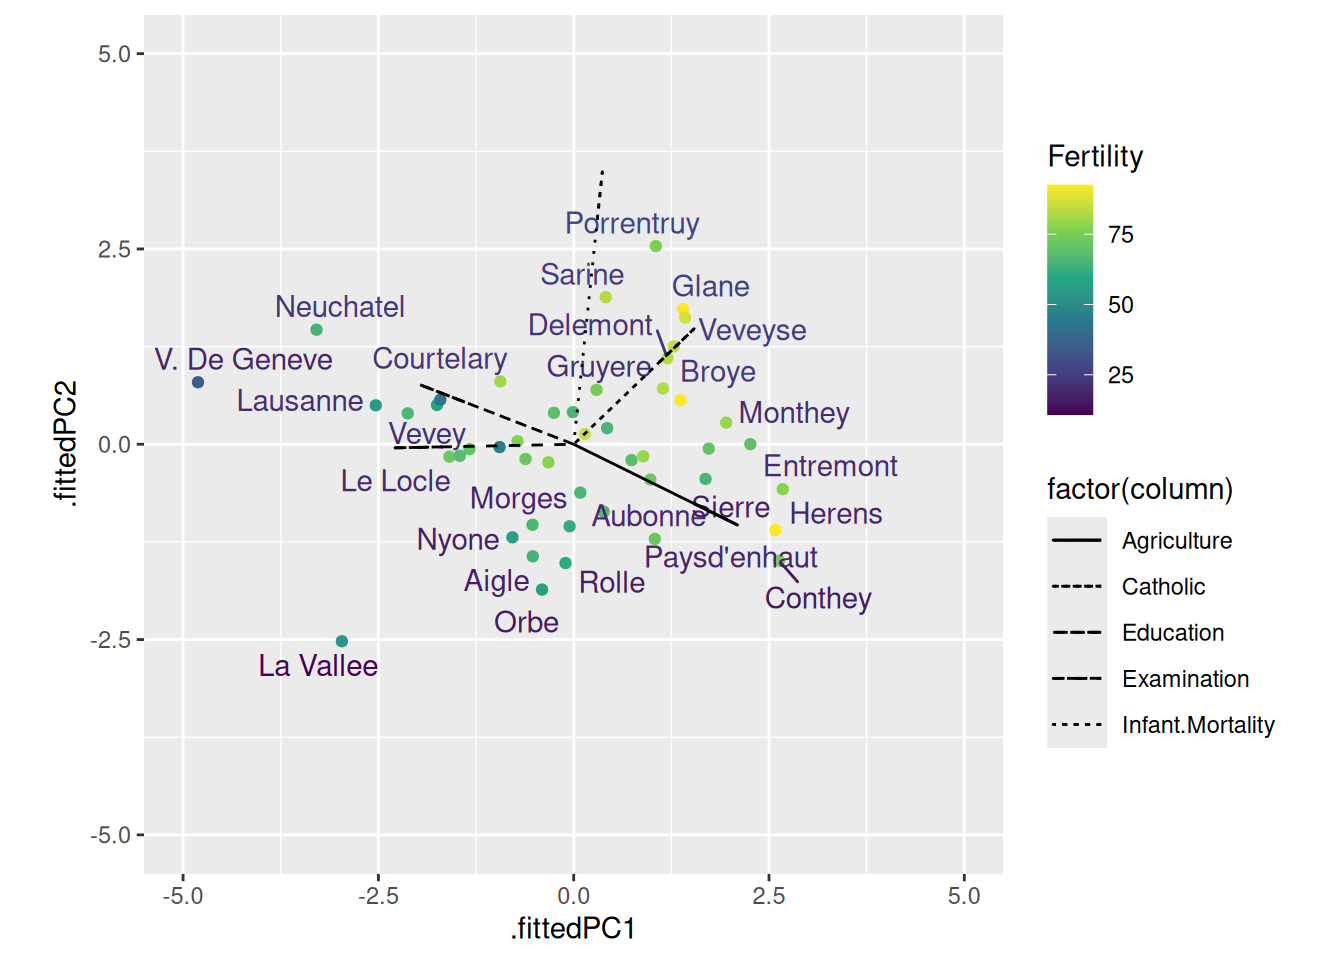 5.0
2.5
0.0
-2.5
-5.0
.fittedPC2
-5.0
-2.5
0.0
2.5
5.0
.fittedPC1
Porrentruy
Sarine
Glane
Neuchatel
Delemont
Veveyse
V. De Geneve
Courtelary
Gruyere
Broye
Lausanne
Monthey
Vevey
Entremont
Le Locle
Morges
Sierre
Aubonne
Herens
Nyone
Paysd'enhaut
Aigle
Rolle
Conthey
Orbe
La Vallee
Fertility
75
50
25
factor(column)
Agriculture
Catholic
Education
Examination
Infant.Mortality